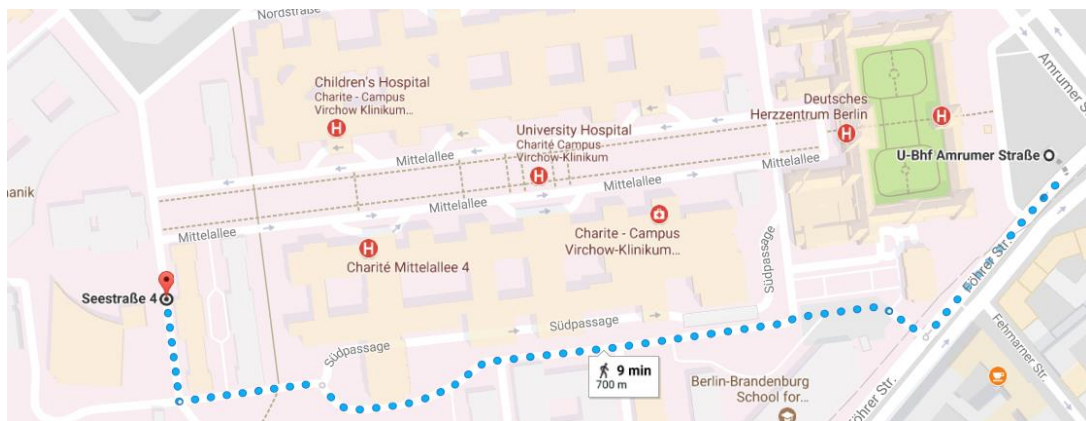 Nordstraße
Children's Hospital
Charite - Campus
Virchow Klinikum...
University Hospital
Charité Campus
Virchow-Klinikum
Deutsches
Herzzentrum Berlin
Amrumer
U-Bhf Amrumer Straße
Mittelallee
Mittelallee
Mittelallee
Mittelallee
anik
Charité Mittelallee 4
Charite - Campus
Virchow-Klinikum...
Südpassage
Föhrer Str.
Seestraße 4
Südpassage
Südpassage
9 min
700 m
Fehmarner Str.
Föhrer Str.
Berlin-Brandenburg
School for...